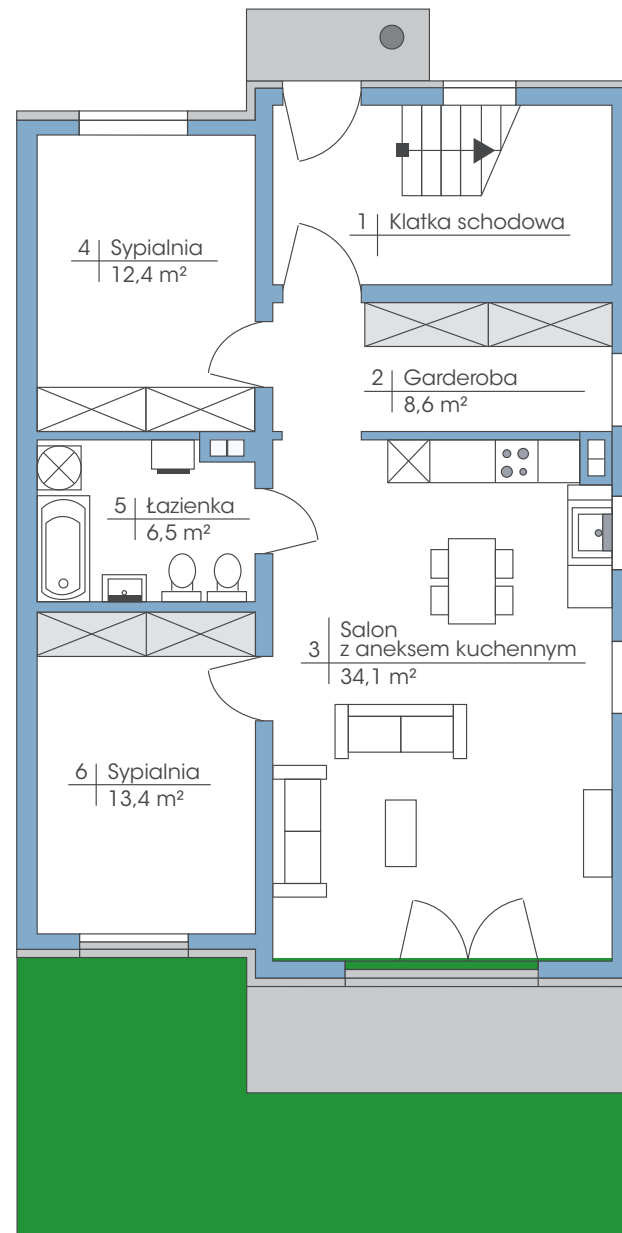 1 Klatka schodowa
4 Sypialnia
12,4 m²
2 Garderoba
8,6 m²
5 Łazienka
6,5 m²
3 Salon
z aneksem kuchennym
34,1 m²
6 Sypialnia
13,4 m²